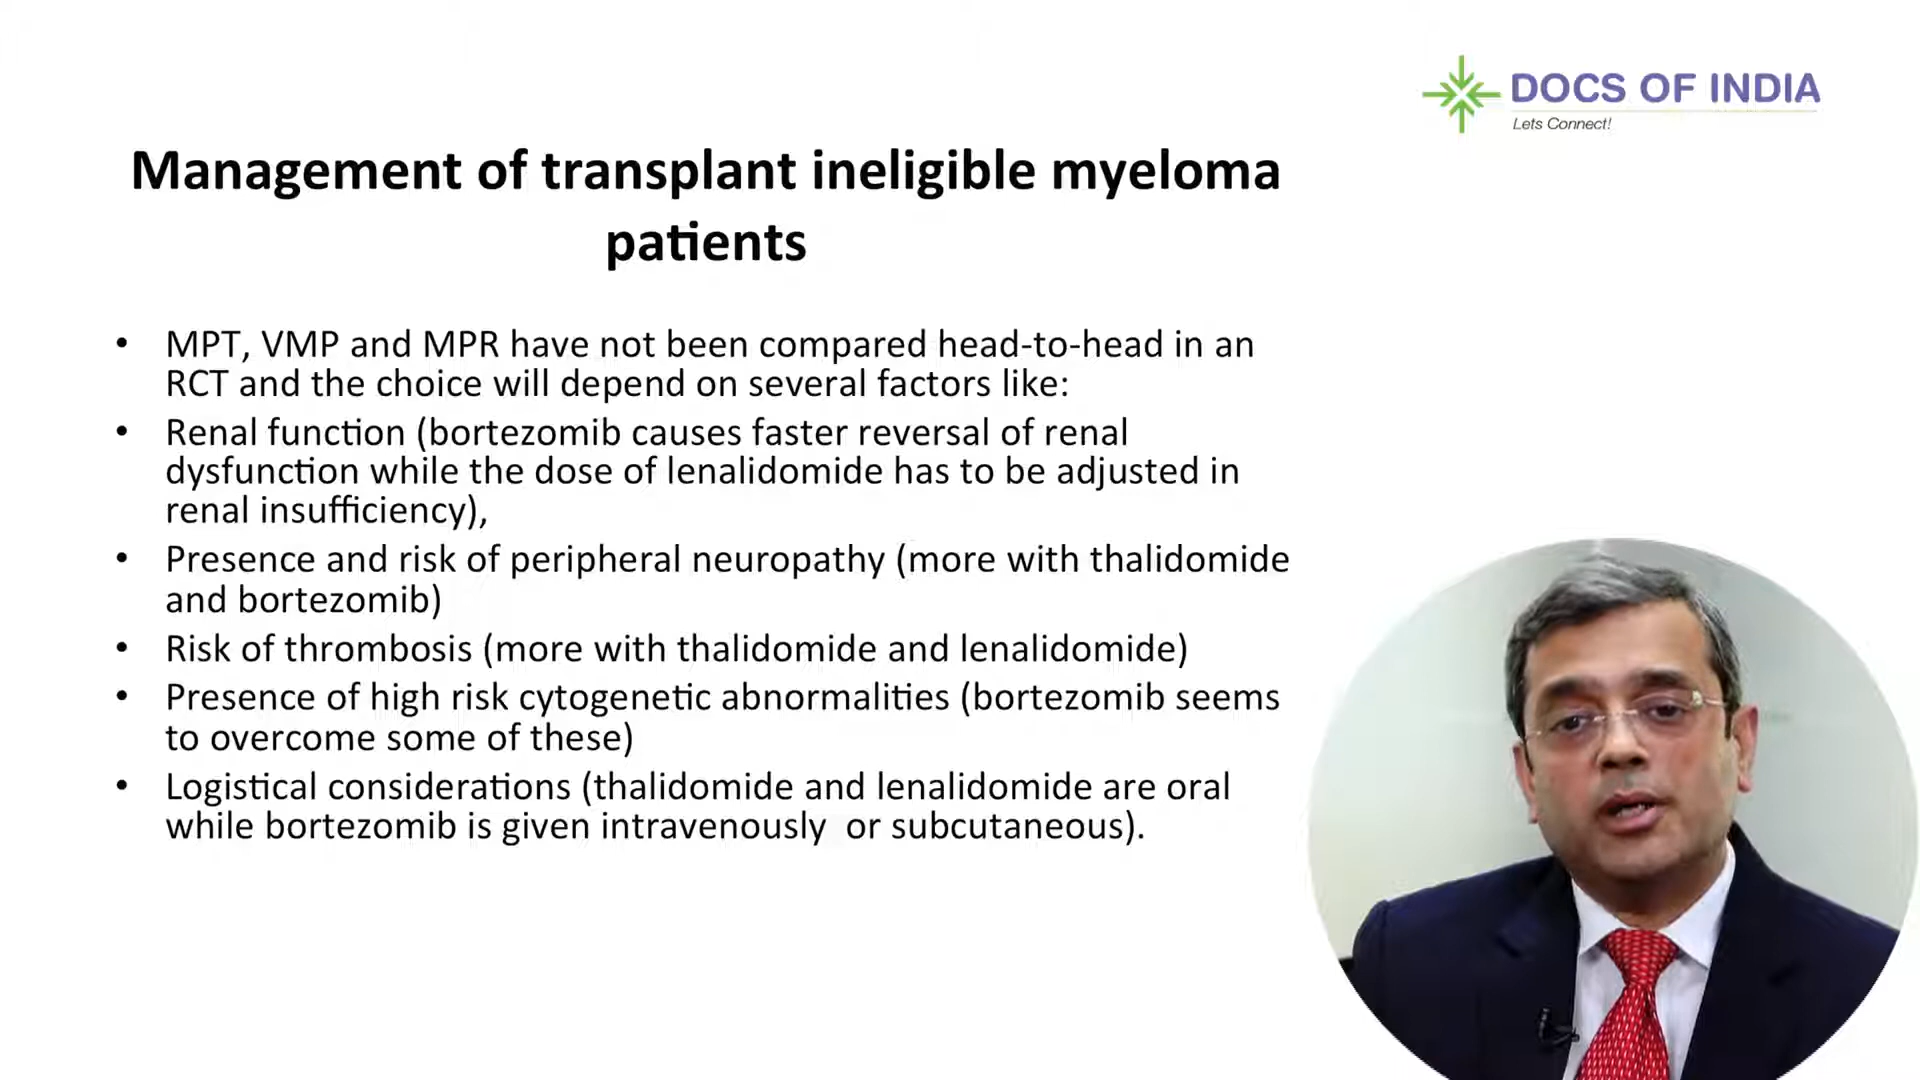 DOCS OF INDIA
Lets Connect!
Management of transplant ineligible myeloma
patients
• MPT, VMP and MPR have not been compared head-to-head in an
RCT and the choice will depend on several factors like:
• Renal function (bortezomib causes faster reversal of renal
dysfunction while the dose of lenalidomide has to be adjusted in
renal insufficiency),
• Presence and risk of peripheral neuropathy (more with thalidomide
and bortezomib)
• Risk of thrombosis (more with thalidomide and lenalidomide)
• Presence of high risk cytogenetic abnormalities (bortezomib seems
to overcome some of these)
• Logistical considerations (thalidomide and lenalidomide are oral
while bortezomib is given intravenously  or subcutaneous).